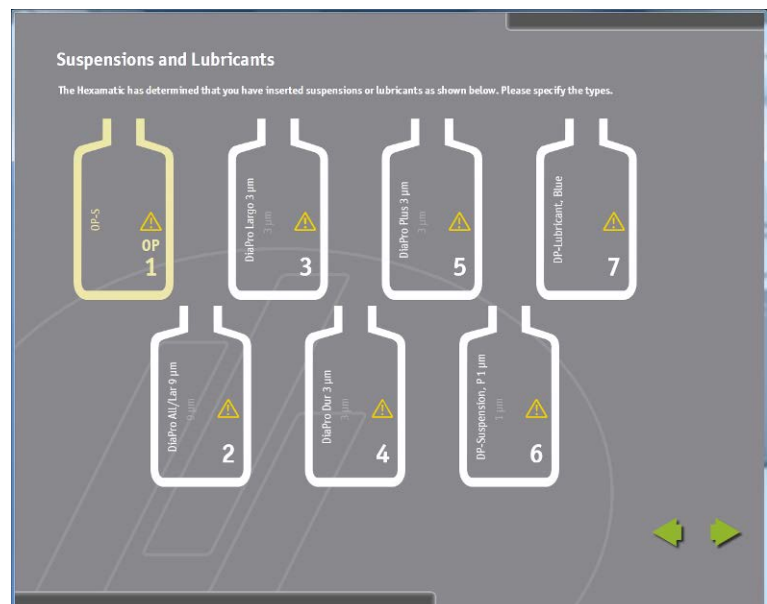 Suspensions and Lubricants
The Hexamatic has determined that you have inserted suspensions or lubricants as shown below. Please specify the types.
OP-S
OP
1
DiaPro Largo 3 µm
3 µm
3
DiaPro Plus 3 µm
3 µm
5
DP-Lubricant, Blue
7
DiaPro All/Lar 9 µm
9 µm
2
DiaPro Dur 3 µm
3 µm
4
DP-Suspension, P 1 µm
1 µm
6